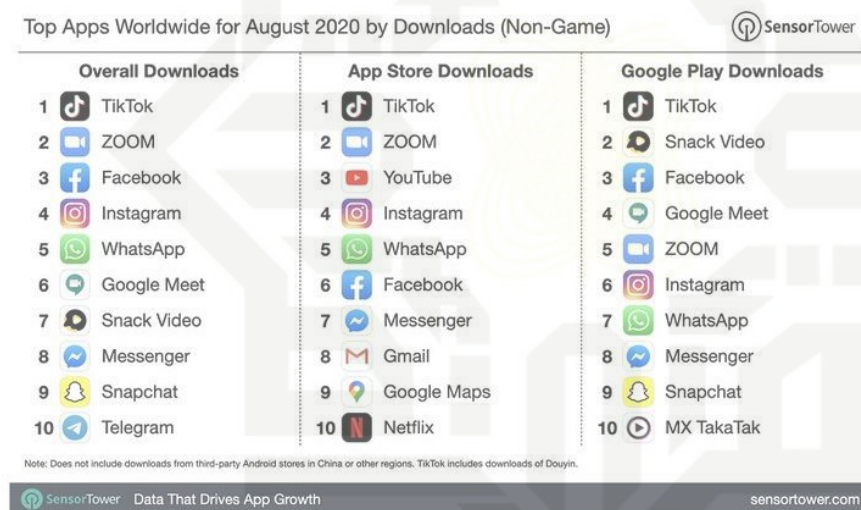 Top Apps Worldwide for August 2020 by Downloads (Non-Game)
SensorTower
Overall Downloads
1 TikTok
2 ZOOM
3 Facebook
4 Instagram
5 WhatsApp
6 Google Meet
7 Snack Video
8 Messenger
9 Snapchat
10 Telegram
App Store Downloads
1 TikTok
2 ZOOM
3 YouTube
4 Instagram
5 WhatsApp
6 Facebook
7 Messenger
8 Gmail
9 Google Maps
10 Netflix
Google Play Downloads
1 TikTok
2 Snack Video
3 Facebook
4 Google Meet
5 ZOOM
6 Instagram
7 WhatsApp
8 Messenger
9 Snapchat
10 MX TakaTak
Note: Does not include downloads from third-party Android stores in China or other regions. TikTok includes downloads of Douyin.
SensorTower Data That Drives App Growth
sensortower.com